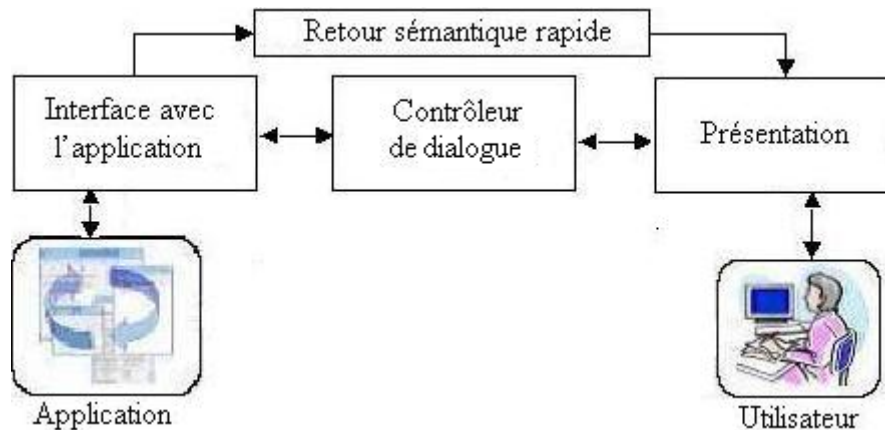 Retour sémantique rapide
Interface avec
l'application
Contrôleur
de dialogue
Présentation
Application
Utilisateur